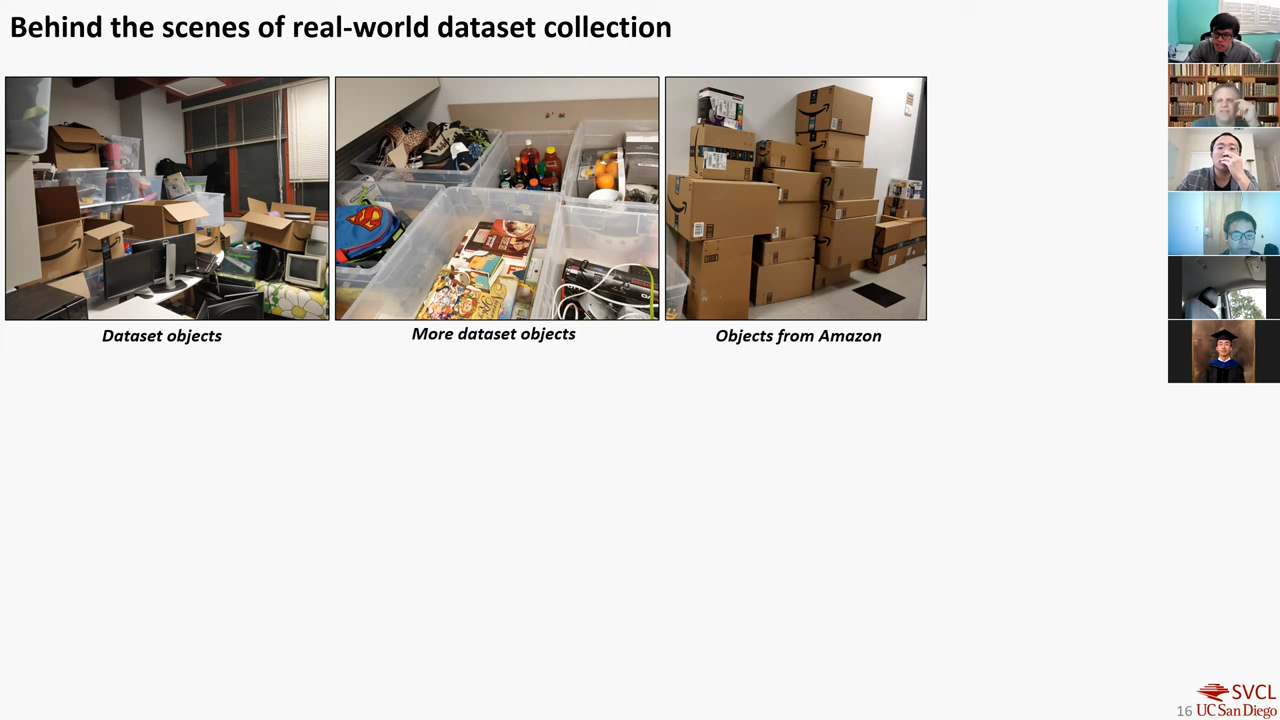 Behind the scenes of real-world dataset collection
Dataset objects
More dataset objects
Objects from Amazon
SVCL
16 UC San Diego